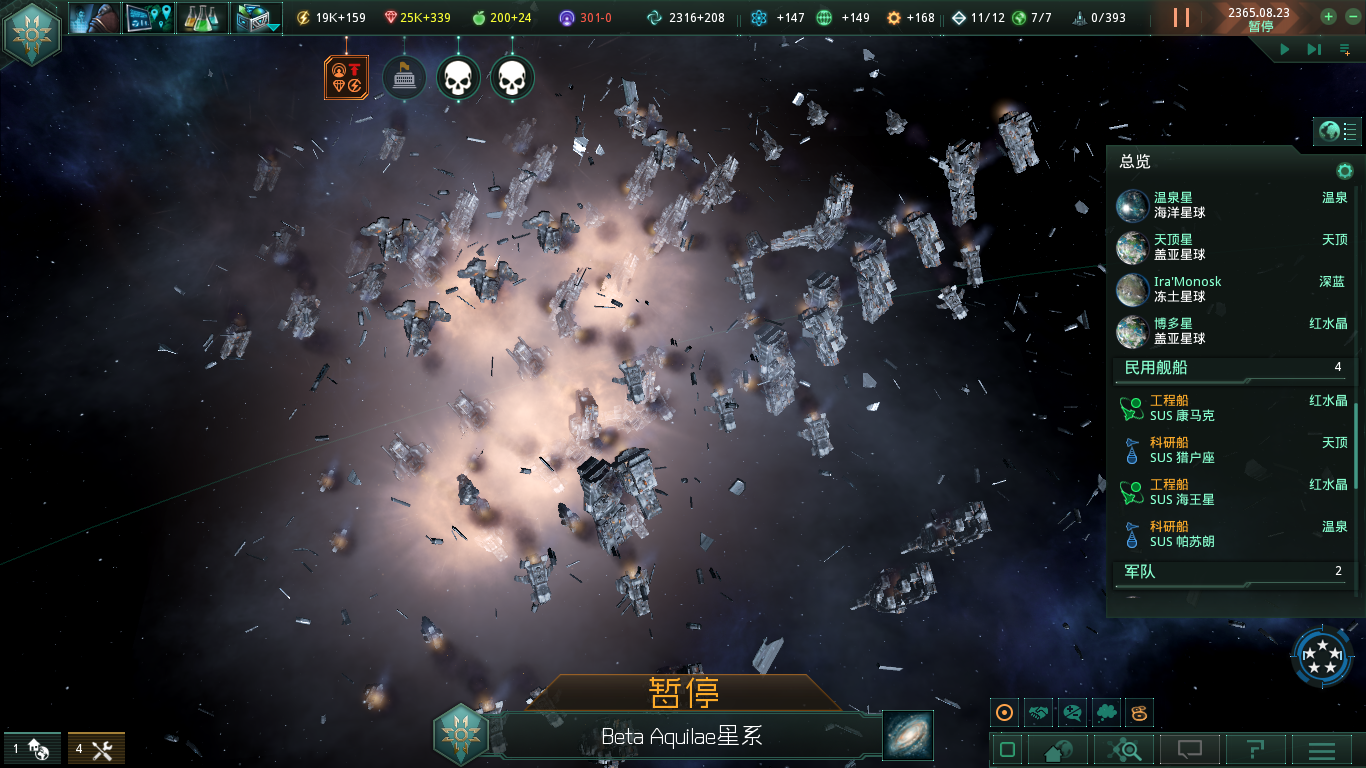 19K+159
25K+339
200+24
301-0
2316+208
+147
+149
+168
11/12
7/7
0/393
2365.08.23
暂停
总览
温泉星 温泉
海洋星球
天顶星 天顶
盖亚星球
Ira'Monosk 深蓝
冻土星球
博多星 红水晶
盖亚星球
民用舰船 4
工程船 红水晶
SUS 康马克
科研船 天顶
SUS 猎户座
工程船 红水晶
SUS 海王星
科研船 温泉
SUS 帕苏朗
军队 2
暂停
Beta Aquilae星系
1
4